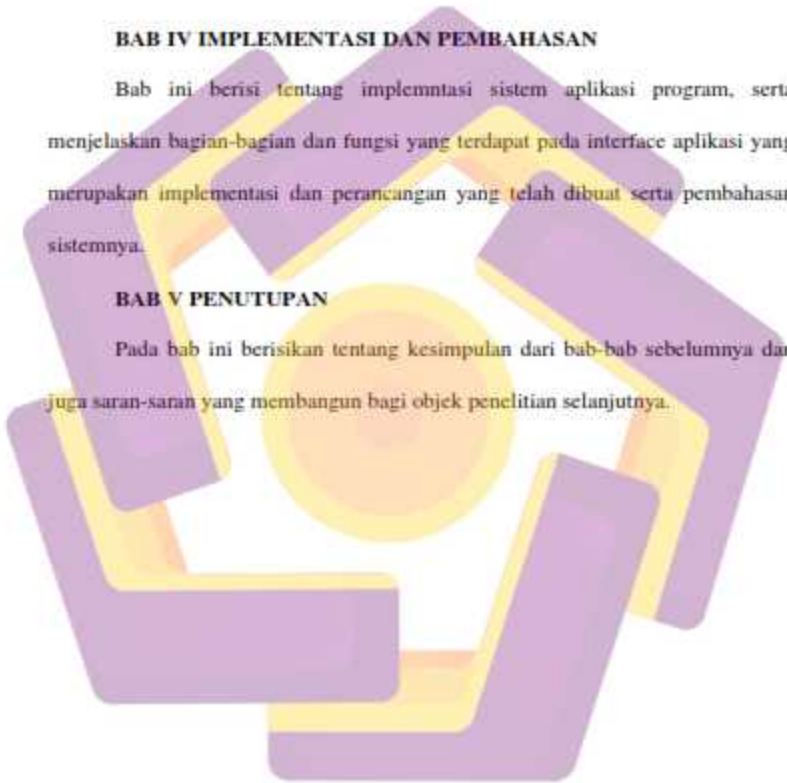 BAB IV IMPLEMENTASI DAN PEMBAHASAN
Bab ini berisi tentang implemntasi sistem aplikasi program, serta
menjelaskan bagian-bagian dan fungsi yang terdapat pada interface aplikasi yang
merupakan implementasi dan perancangan yang telah dibuat serta pembahasan
sistemnya.
BAB V PENUTUPAN
Pada bab ini berisikan tentang kesimpulan dari bab-bab sebelumnya dan
juga saran-saran yang membangun bagi objek penelitian selanjutnya.